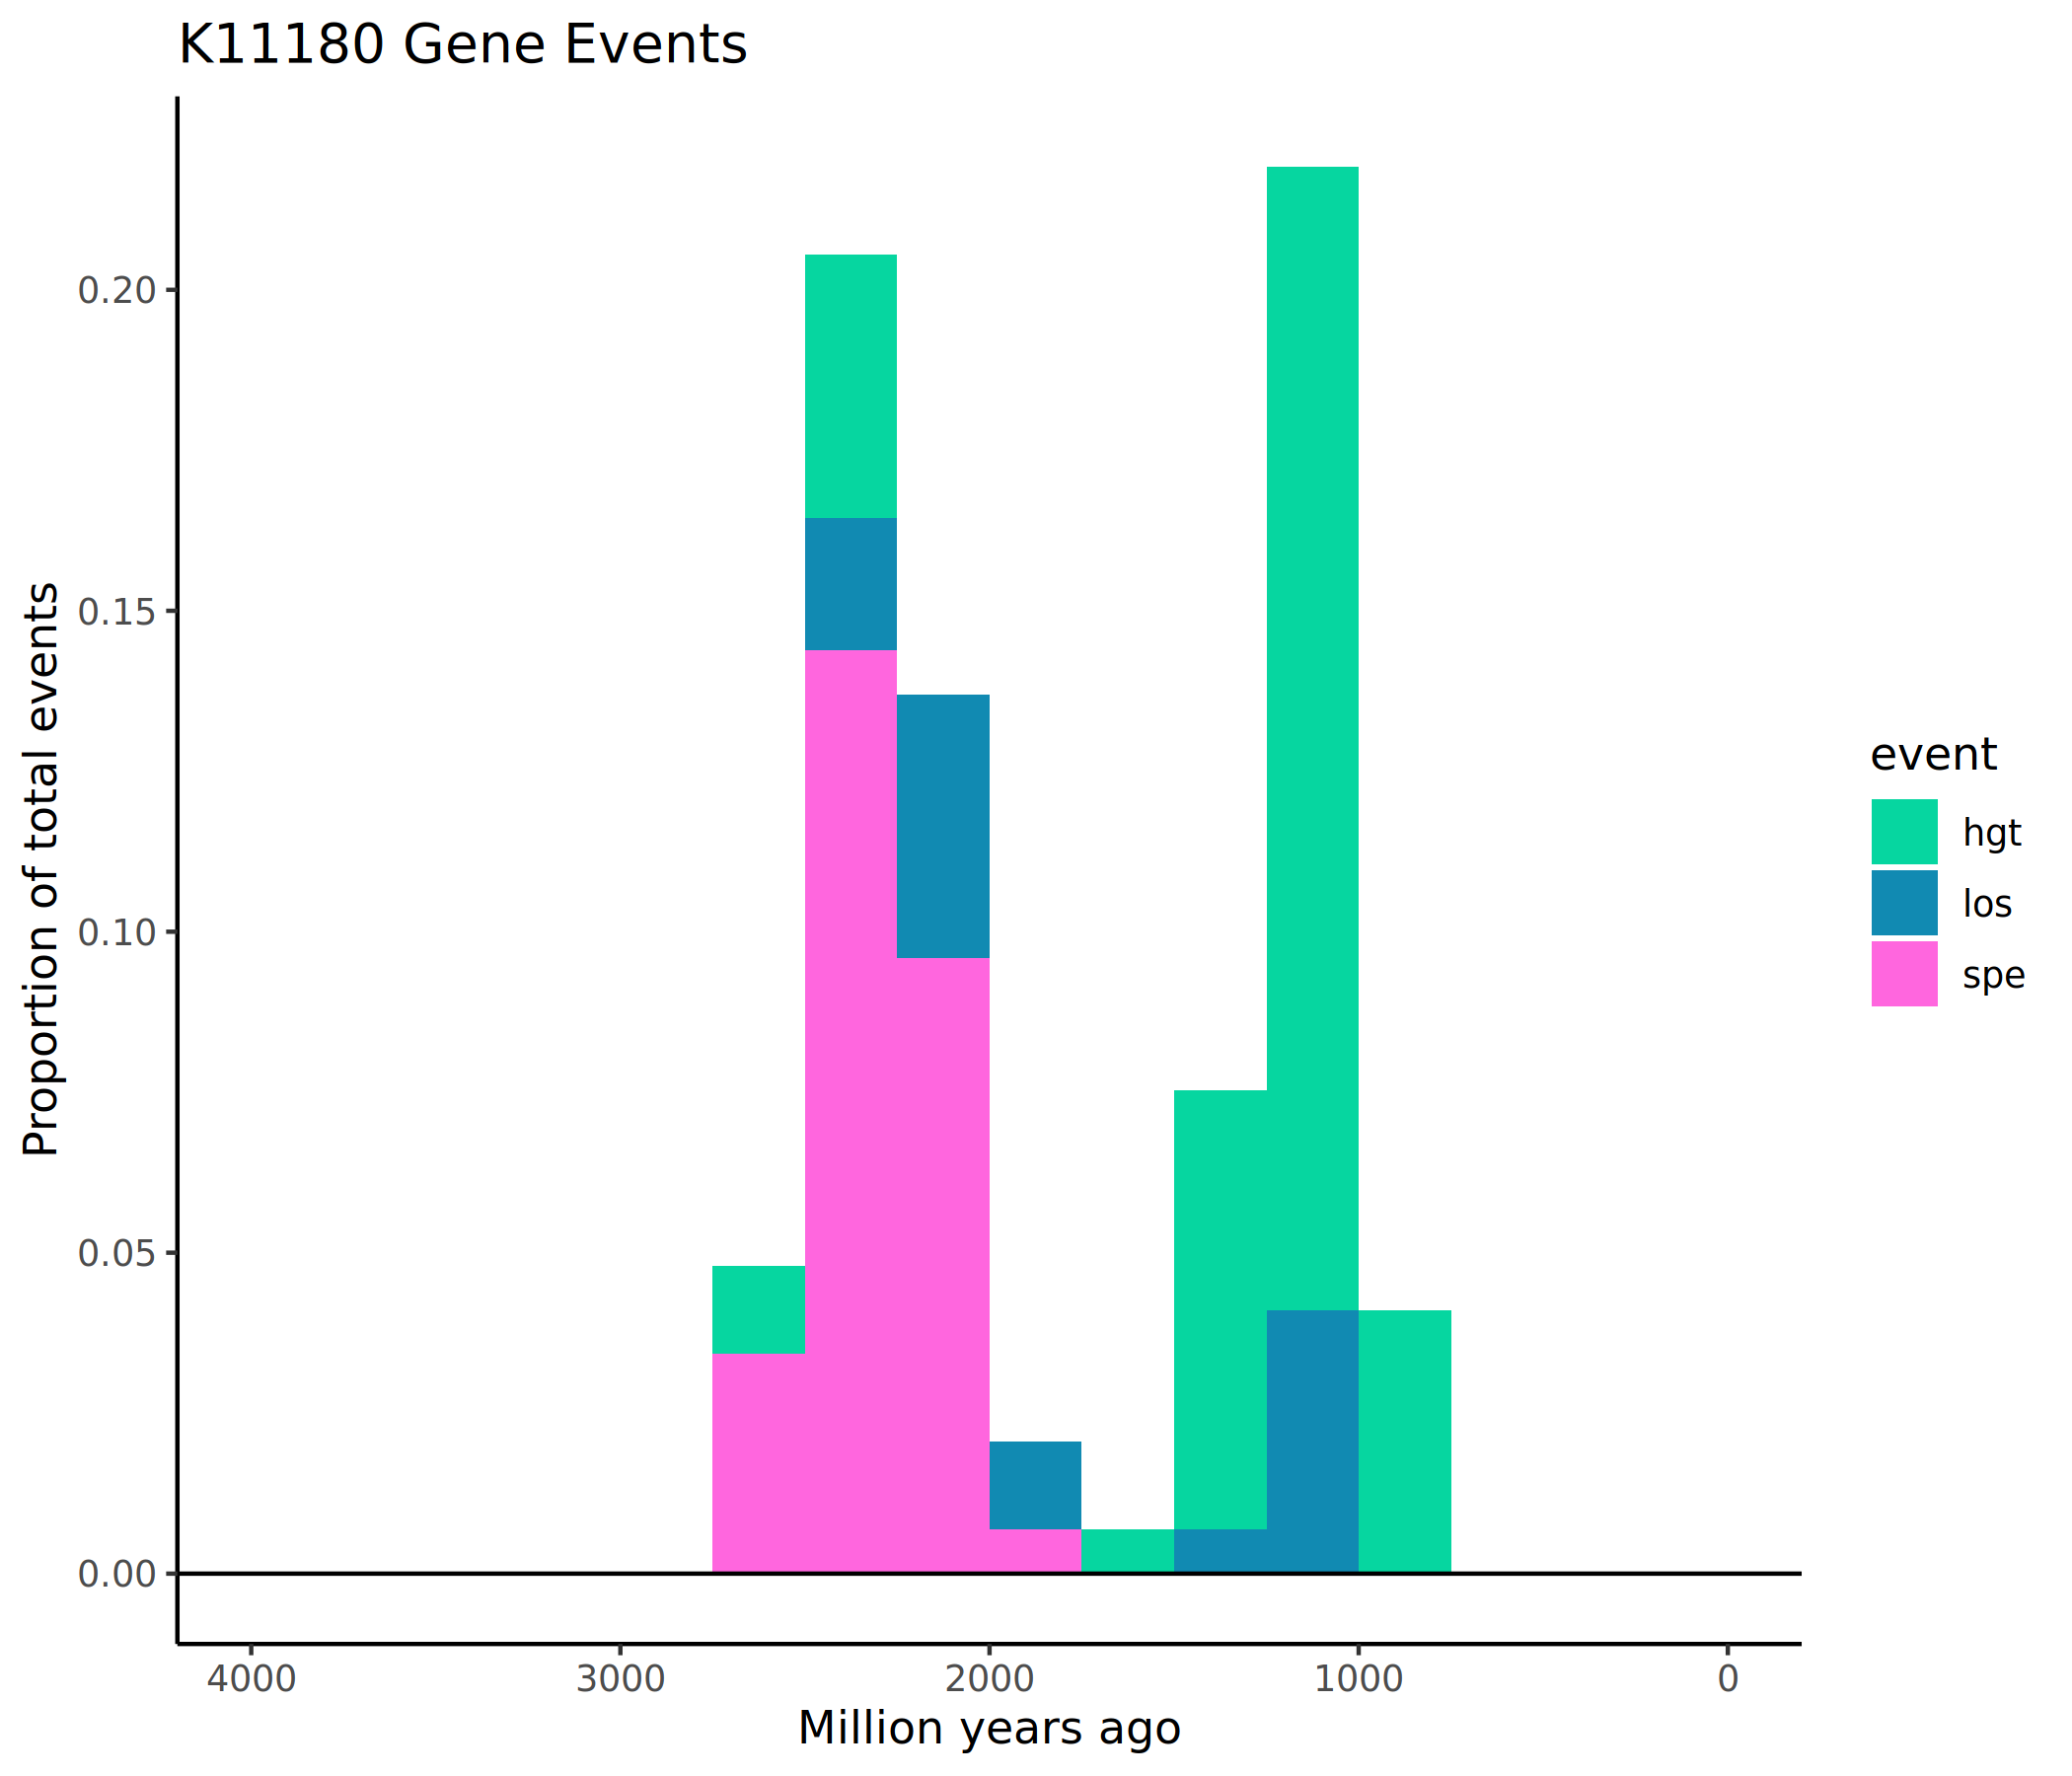 K11180 Gene Events
Proportion of total events
0.20
0.15
0.10
0.05
0.00
4000 3000 2000 1000 0
Million years ago
event
hgt
los
spe